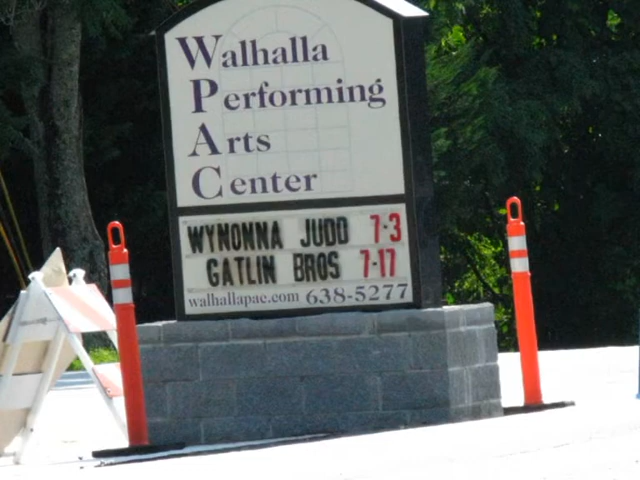 Walhalla
Performing
Arts
Center
WYNONNA JUDD 7-3
GATLIN BROS 7-17
walhallapac.com 638-5277